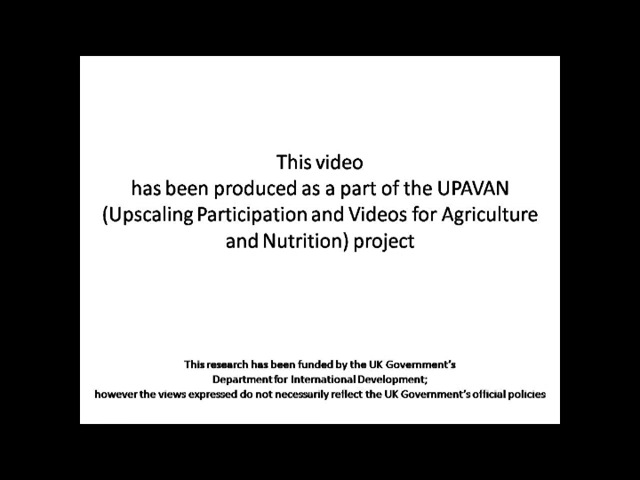 This video
has been produced as a part of the UPAVAN
(Upscaling Participation and Videos for Agriculture
and Nutrition) project
This research has been funded by the UK Government's
Department for International Development;
however the views expressed do not necessarily reflect the UK Government's official policies